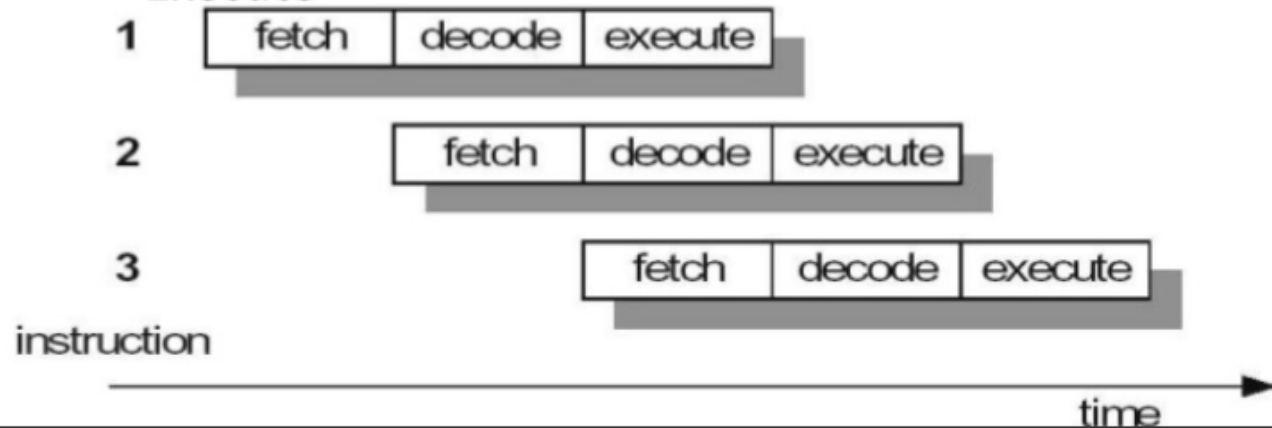 1 fetch decode execute
2 fetch decode execute
3 fetch decode execute
instruction
time